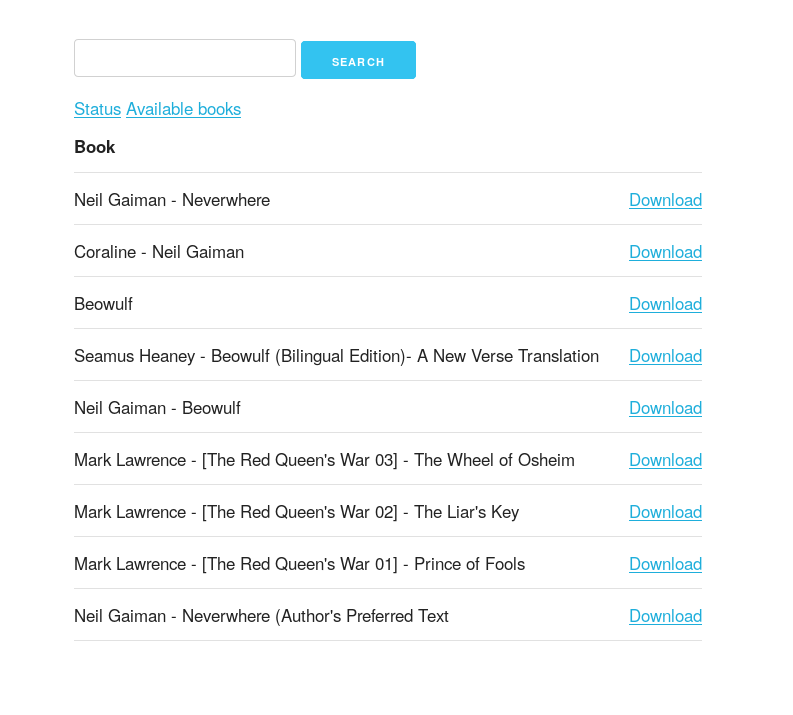 SEARCH
Status Available books
Book
Neil Gaiman - Neverwhere Download
Coraline - Neil Gaiman Download
Beowulf Download
Seamus Heaney - Beowulf (Bilingual Edition)- A New Verse Translation Download
Neil Gaiman - Beowulf Download
Mark Lawrence - [The Red Queen's War 03] - The Wheel of Osheim Download
Mark Lawrence - [The Red Queen's War 02] - The Liar's Key Download
Mark Lawrence - [The Red Queen's War 01] - Prince of Fools Download
Neil Gaiman - Neverwhere (Author's Preferred Text Download